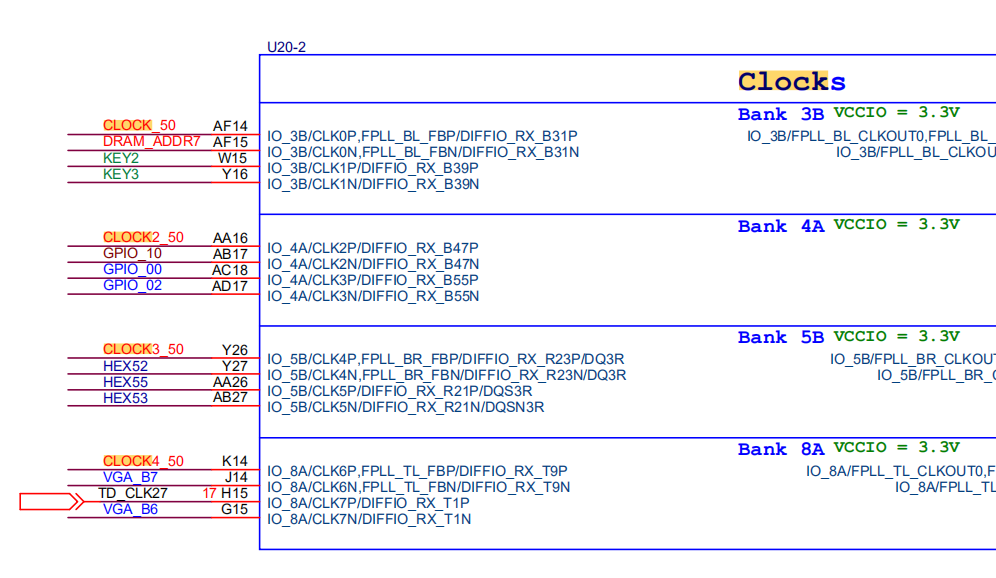 U20-2
Clocks
Bank 3B VCCIO = 3.3V
CLOCK_50 AF14 IO_3B/CLK0P,FPLL_BL_FBP/DIFFIO_RX_B31P IO_3B/FPLL_BL_CLKOUT0,FPLL_BL_
DRAM_ADDR7 AF15 IO_3B/CLK0N,FPLL_BL_FBN/DIFFIO_RX_B31N IO_3B/FPLL_BL_CLKOU
KEY2 W15 IO_3B/CLK1P/DIFFIO_RX_B39P
KEY3 Y16 IO_3B/CLK1N/DIFFIO_RX_B39N
Bank 4A VCCIO = 3.3V
CLOCK2_50 AA16 IO_4A/CLK2P/DIFFIO_RX_B47P
GPIO_10 AB17 IO_4A/CLK2N/DIFFIO_RX_B47N
GPIO_00 AC18 IO_4A/CLK3P/DIFFIO_RX_B55P
GPIO_02 AD17 IO_4A/CLK3N/DIFFIO_RX_B55N
Bank 5B VCCIO = 3.3V
CLOCK3_50 Y26 IO_5B/CLK4P,FPLL_BR_FBP/DIFFIO_RX_R23P/DQ3R IO_5B/FPLL_BR_CLKOUT
HEX52 Y27 IO_5B/CLK4N,FPLL_BR_FBN/DIFFIO_RX_R23N/DQ3R IO_5B/FPLL_BR_C
HEX55 AA26 IO_5B/CLK5P/DIFFIO_RX_R21P/DQS3R
HEX53 AB27 IO_5B/CLK5N/DIFFIO_RX_R21N/DQSN3R
Bank 8A VCCIO = 3.3V
CLOCK4_50 K14 IO_8A/CLK6P,FPLL_TL_FBP/DIFFIO_RX_T9P IO_8A/FPLL_TL_CLKOUT0,F
VGA_B7 J14 IO_8A/CLK6N,FPLL_TL_FBN/DIFFIO_RX_T9N IO_8A/FPLL_TL
TD_CLK27 17 H15 IO_8A/CLK7P/DIFFIO_RX_T1P
VGA_B6 G15 IO_8A/CLK7N/DIFFIO_RX_T1N